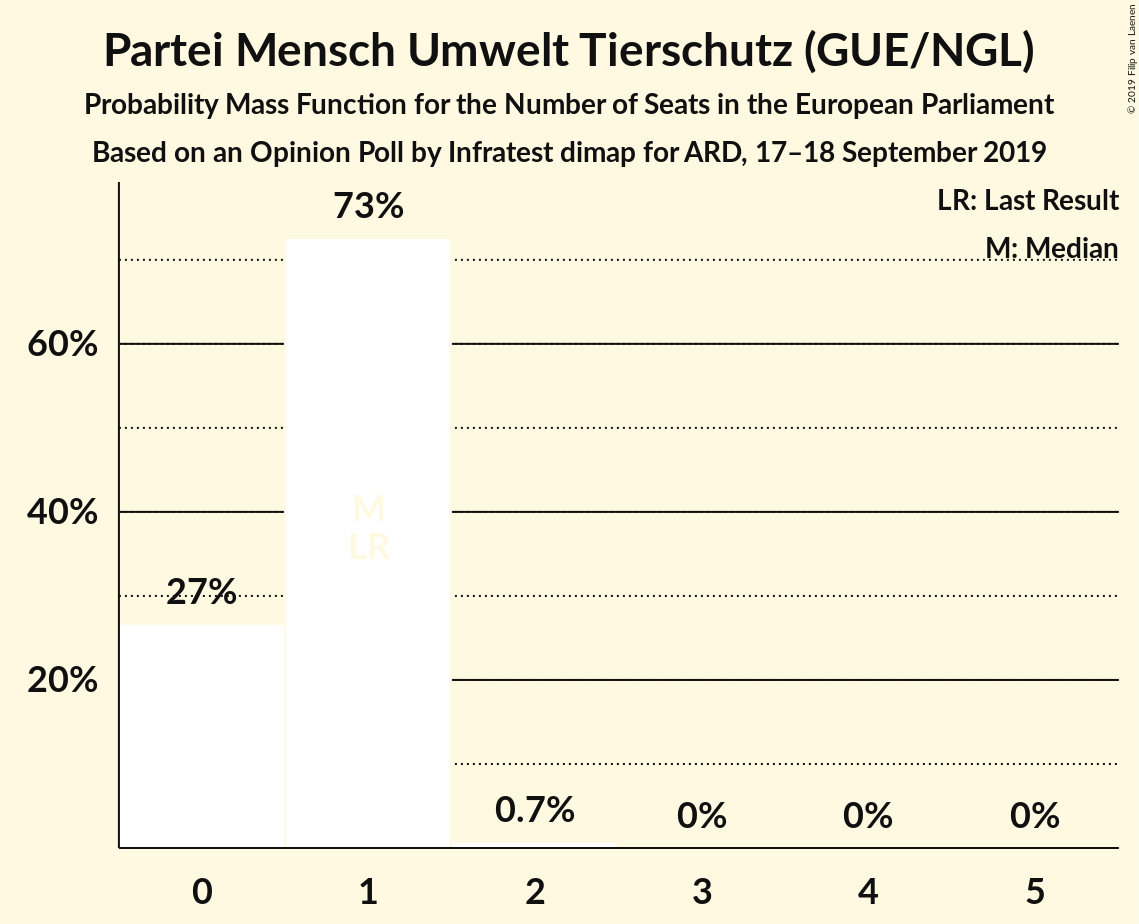 Partei Mensch Umwelt Tierschutz (GUE/NGL)
Probability Mass Function for the Number of Seats in the European Parliament
Based on an Opinion Poll by Infratest dimap for ARD, 17–18 September 2019
© 2019 Filip van Laenen
LR: Last Result
M: Median
73%
60%
40%
M
LR
27%
20%
0.7%
0%
0%
0%
0
1
2
3
4
5